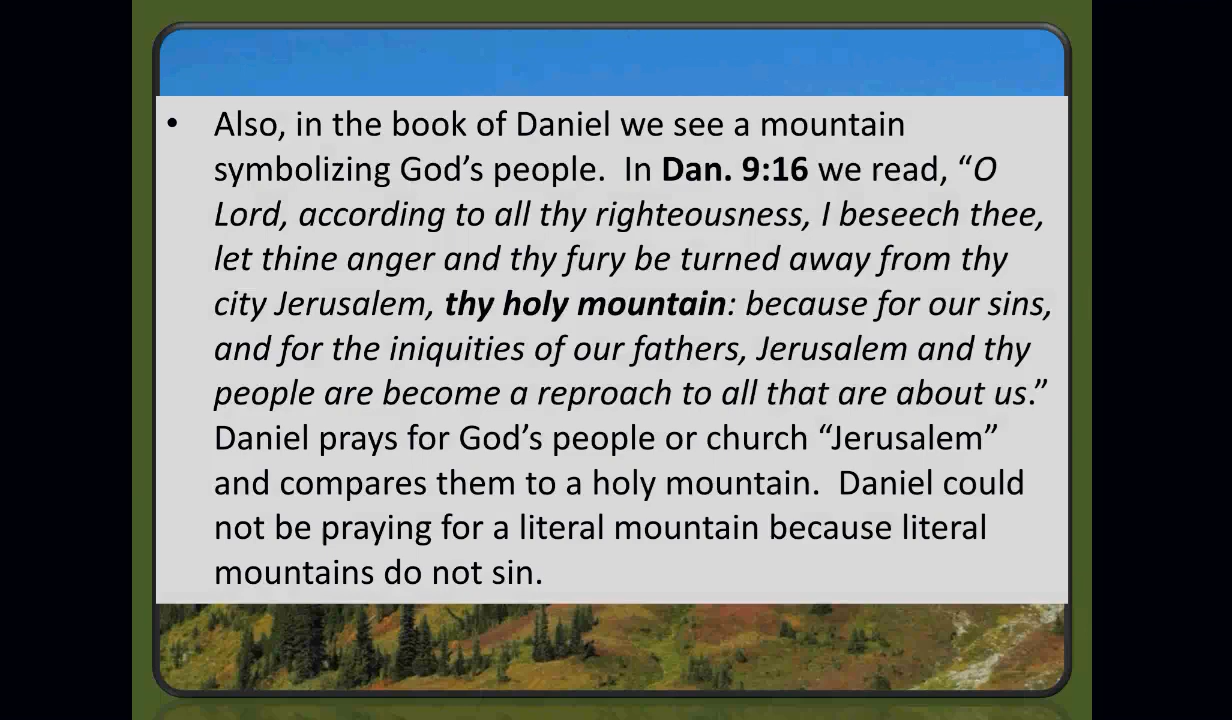 • Also, in the book of Daniel we see a mountain
symbolizing God’s people.  In Dan. 9:16 we read, “O
Lord, according to all thy righteousness, I beseech thee,
let thine anger and thy fury be turned away from thy
city Jerusalem, thy holy mountain: because for our sins,
and for the iniquities of our fathers, Jerusalem and thy
people are become a reproach to all that are about us.”
Daniel prays for God’s people or church “Jerusalem”
and compares them to a holy mountain.  Daniel could
not be praying for a literal mountain because literal
mountains do not sin.